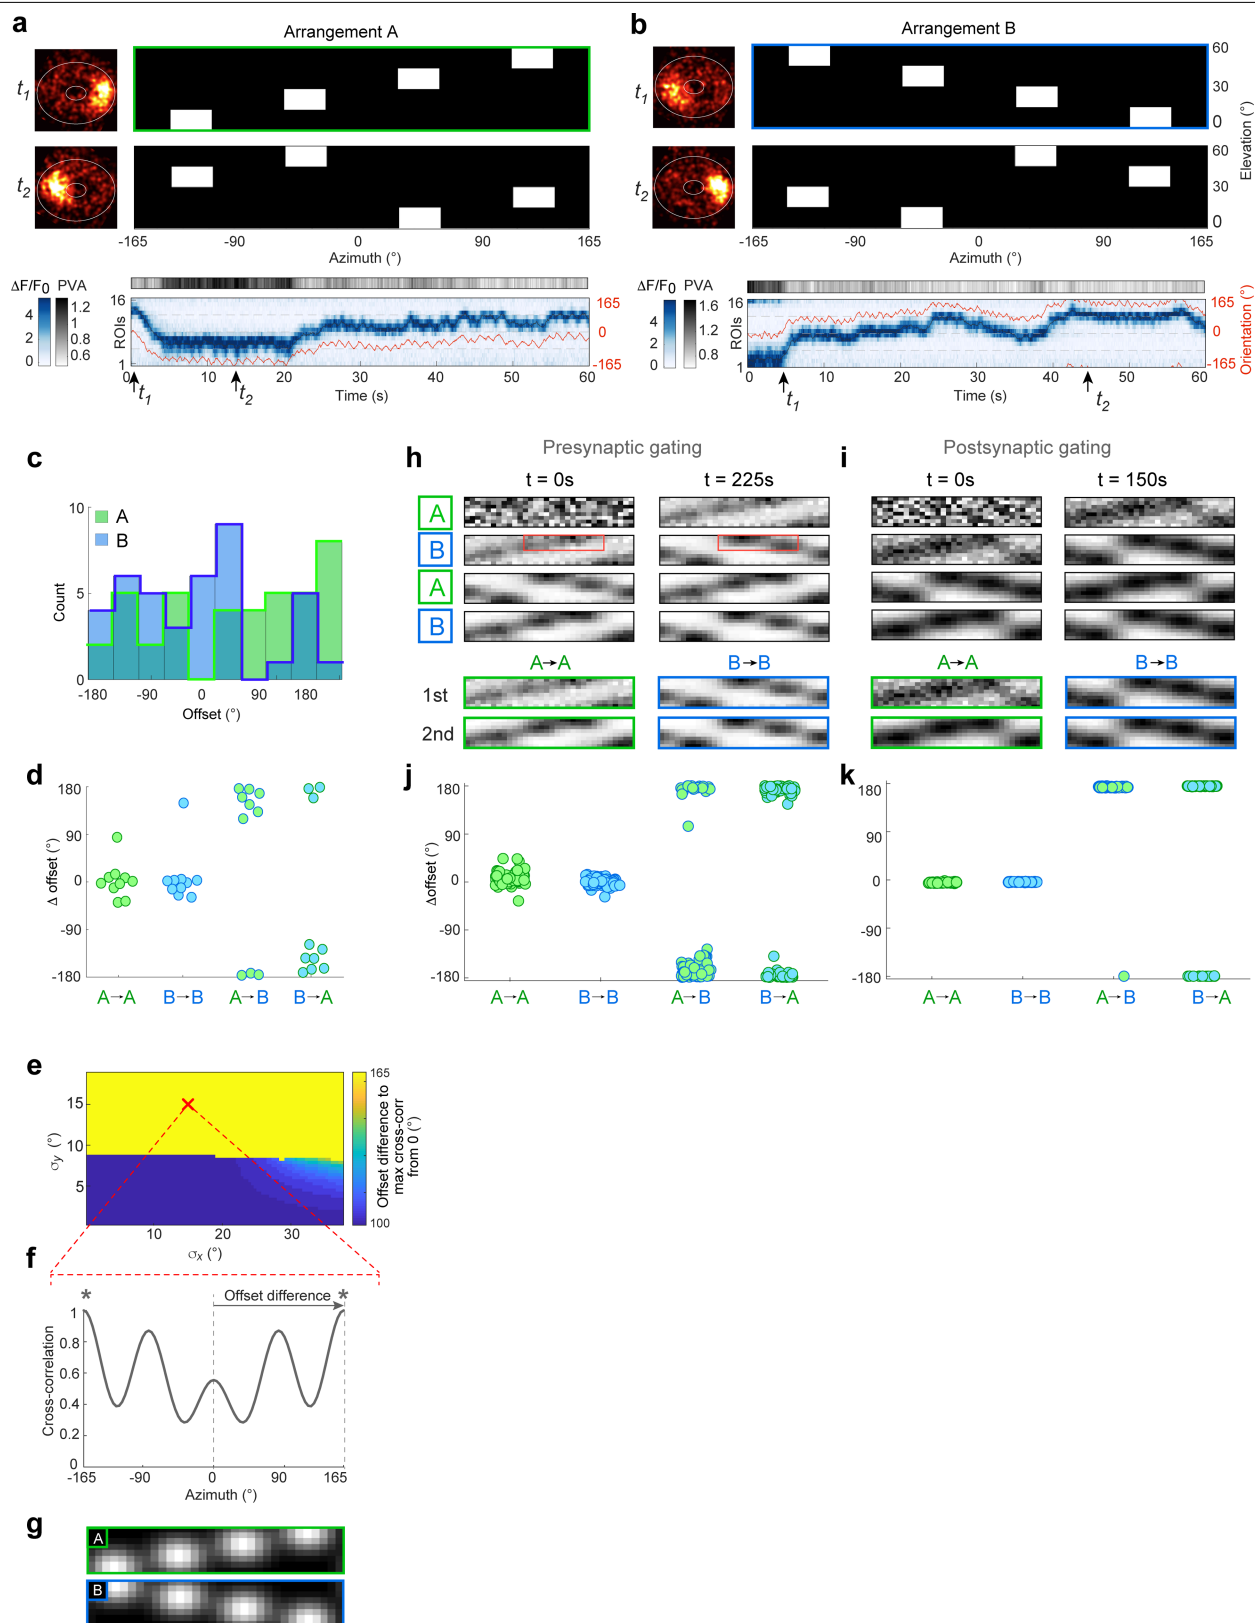 a
Arrangement A
t1
t2
-165 -90 0 90 165
Azimuth (°)
ΔF/F0 PVA
4
2
0
1.2
1
0.8
0.6
16
ROIs
1
165
0
-165
0 10 20 30 40 50 60
t1 t2
Time (s)
b
Arrangement B
t1
t2
60
30
0
60
30
0
Elevation (°)
-165 -90 0 90 165
Azimuth (°)
ΔF/F0 PVA
4
2
0
1.6
1.2
0.8
16
ROIs
1
165
0
-165
Orientation (°)
0 10 20 30 40 50 60
t1 t2
Time (s)
c
10
5
0
Count
A
B
-180 -90 0 90 180
Offset (°)
d
180
90
0
-90
-180
Δ offset (°)
A→A B→B A→B B→A
e
15
10
5
σy (°)
10 20 30
σx (°)
165
100
Offset difference to
max cross-corr
from 0 (°)
f
* *
Offset difference
1
0.8
0.6
0.4
0.2
0
Cross-correlation
-165 -90 0 90 165
Azimuth (°)
g
A
B
h
Presynaptic gating
t = 0s t = 225s
A
B
A
B
A→A B→B
1st
2nd
i
Postsynaptic gating
t = 0s t = 150s
A→A B→B
j
180
90
0
-90
-180
Δoffset (°)
A→A B→B A→B B→A
k
180
90
0
-90
-180
A→A B→B A→B B→A